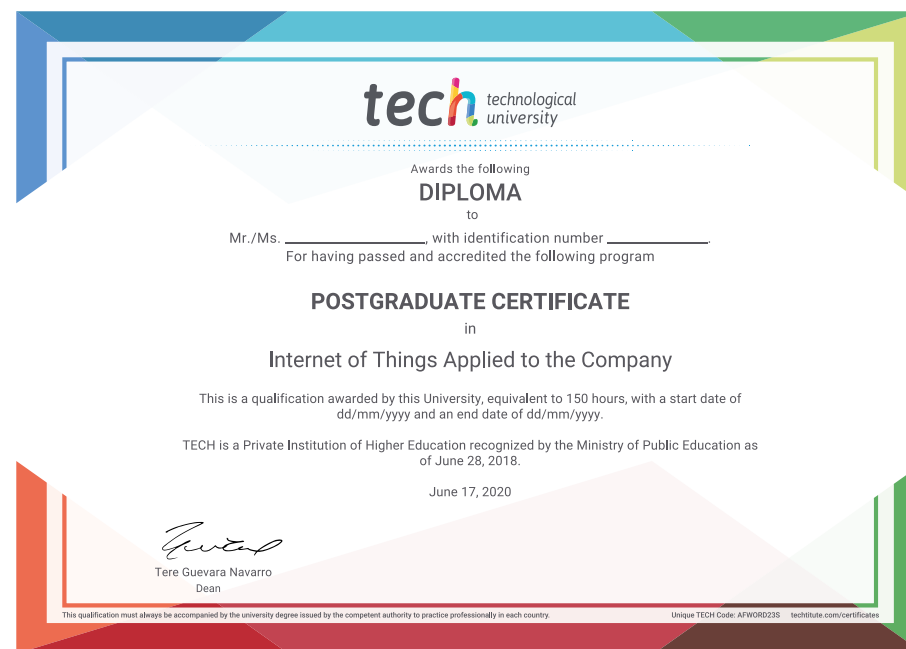 tech technological
university
Awards the following
DIPLOMA
to
Mr./Ms. ________________, with identification number ____________.
For having passed and accredited the following program
POSTGRADUATE CERTIFICATE
in
Internet of Things Applied to the Company
This is a qualification awarded by this University, equivalent to 150 hours, with a start date of
dd/mm/yyyy and an end date of dd/mm/yyyy.
TECH is a Private Institution of Higher Education recognized by the Ministry of Public Education as
of June 28, 2018.
June 17, 2020
Tere Guevara Navarro
Dean
This qualification must always be accompanied by the university degree issued by the competent authority to practice professionally in each country.
Unique TECH Code: AFWORD23S techtitute.com/certificates